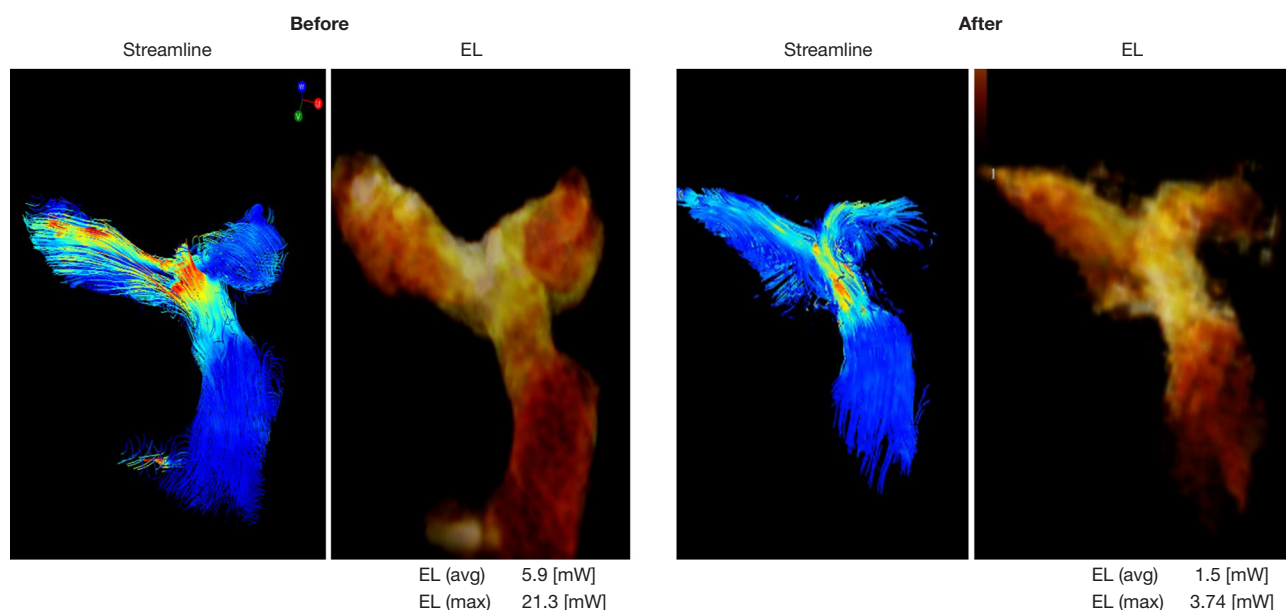 Before
After
Streamline EL
Streamline EL
W
U
V
EL (avg) 5.9 [mW]
EL (max) 21.3 [mW]
EL (avg) 1.5 [mW]
EL (max) 3.74 [mW]